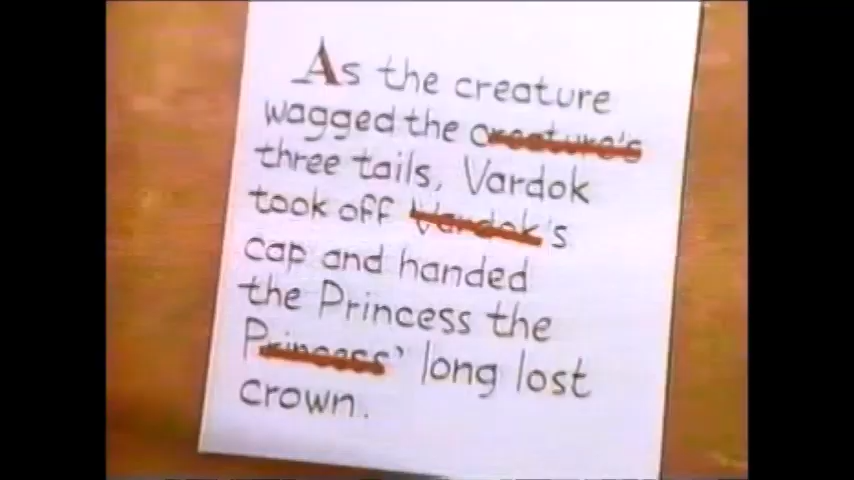 As the creature
wagged the creature's
three tails, Vardok
took off Vardok's
cap and handed
the Princess the
Princess' long lost
crown.